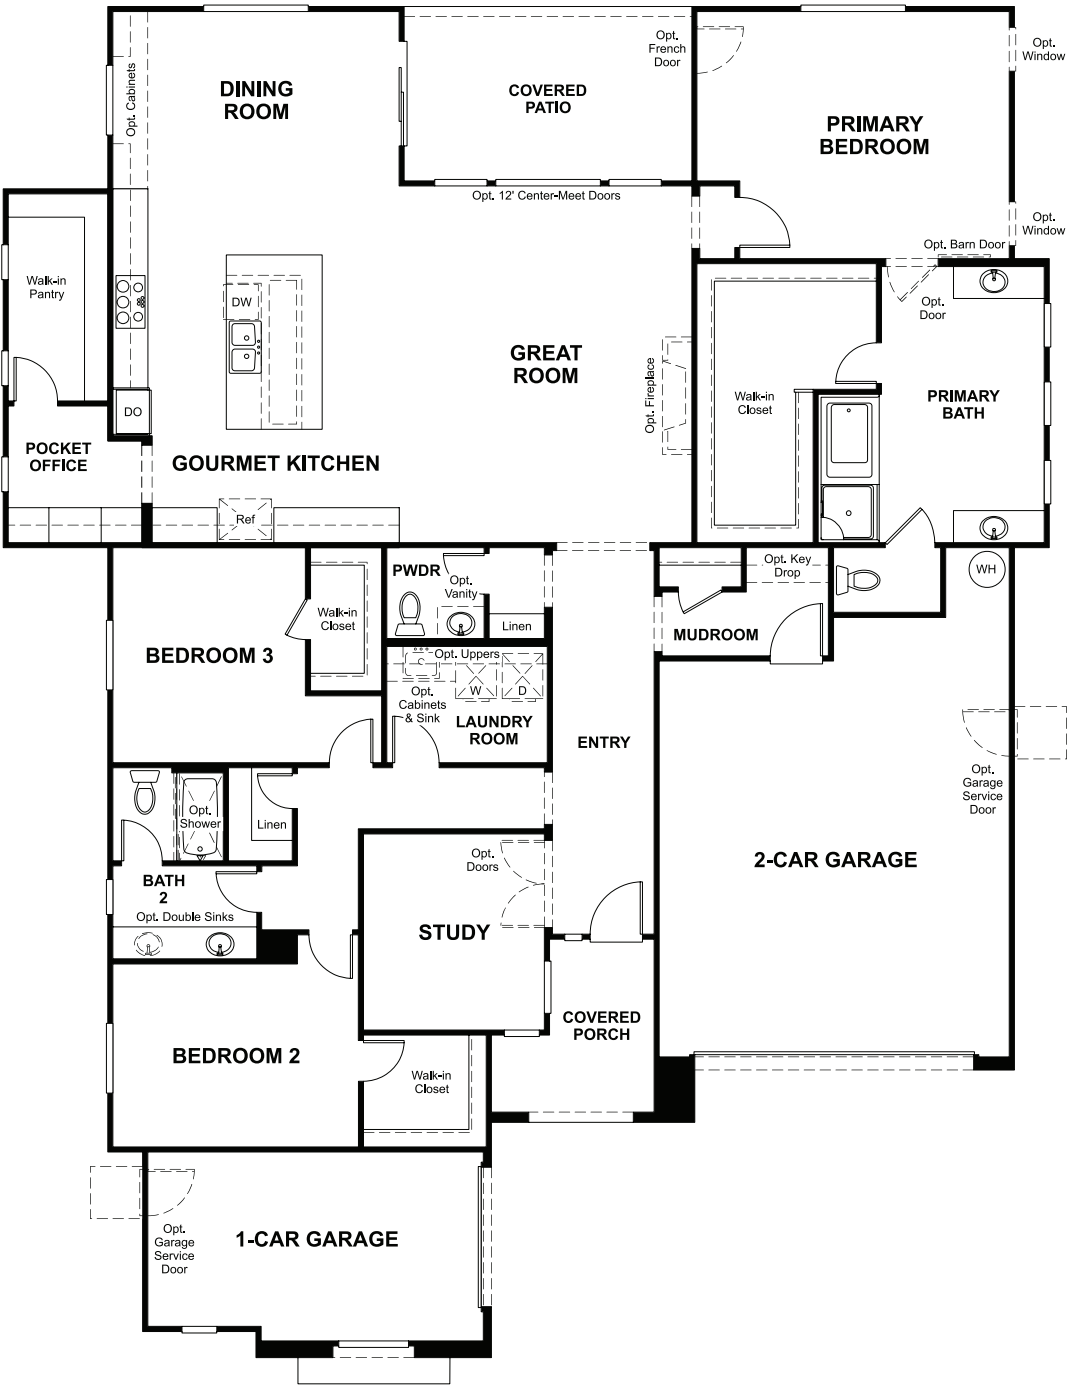 Opt. Cabinets
DINING
ROOM
COVERED
PATIO
Opt.
French
Door
PRIMARY
BEDROOM
Opt.
Window
Opt. 12' Center-Meet Doors
Opt.
Window
Opt. Barn Door
Walk-in
Pantry
DW
Opt.
Door
GREAT
ROOM
Opt. Fireplace
Walk-in
Closet
PRIMARY
BATH
DO
POCKET
OFFICE
GOURMET KITCHEN
Ref
PWDR
Opt.
Vanity
Opt. Key
Drop
WH
Walk-in
Closet
Linen
MUDROOM
BEDROOM 3
Opt. Uppers
C
W
D
Opt.
Cabinets
& Sink
LAUNDRY
ROOM
ENTRY
Opt.
Garage
Service
Door
Opt.
Shower
Linen
Opt.
Doors
2-CAR GARAGE
BATH
2
Opt. Double Sinks
STUDY
COVERED
PORCH
BEDROOM 2
Walk-in
Closet
Opt.
Garage
Service
Door
1-CAR GARAGE